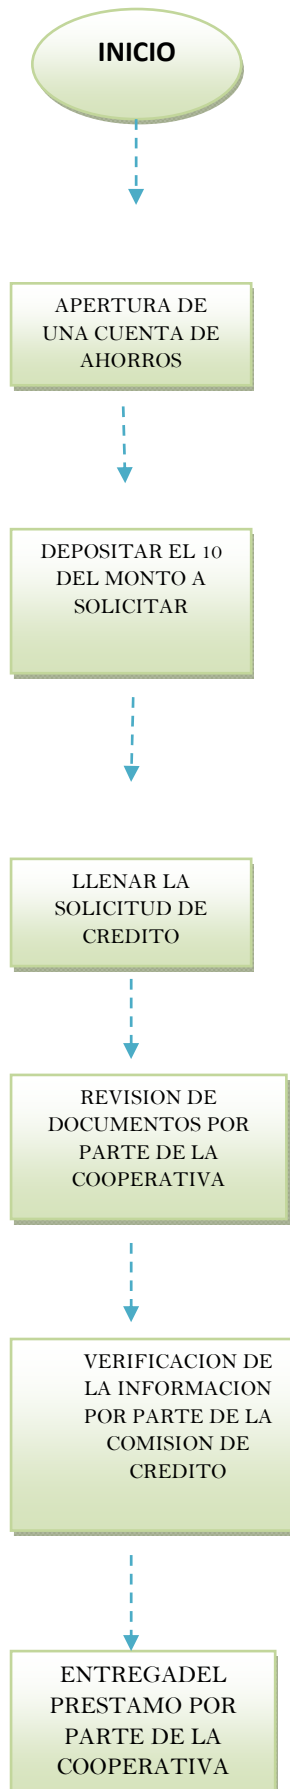 INICIO
APERTURA DE
UNA CUENTA DE
AHORROS
DEPOSITAR EL 10
DEL MONTO A
SOLICITAR
LLENAR LA
SOLICITUD DE
CREDITO
REVISION DE
DOCUMENTOS POR
PARTE DE LA
COOPERATIVA
VERIFICACION DE
LA INFORMACION
POR PARTE DE LA
COMISION DE
CREDITO
ENTREGADEL
PRESTAMO POR
PARTE DE LA
COOPERATIVA